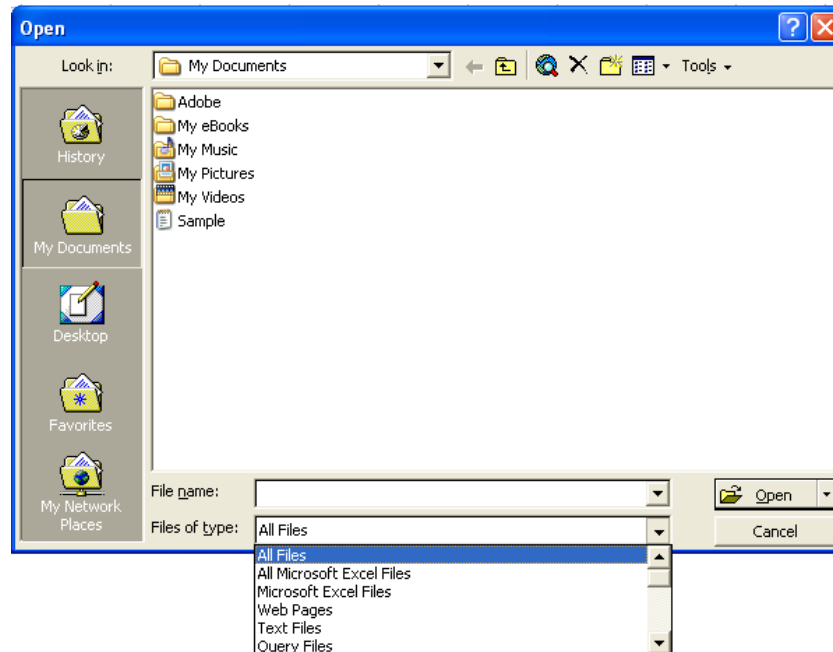 Open
Look in:
My Documents
Tools
History
My Documents
Desktop
Favorites
My Network
Places
Adobe
My eBooks
My Music
My Pictures
My Videos
Sample
File name:
Open
Files of type:
All Files
Cancel
All Files
All Microsoft Excel Files
Microsoft Excel Files
Web Pages
Text Files
Query Files